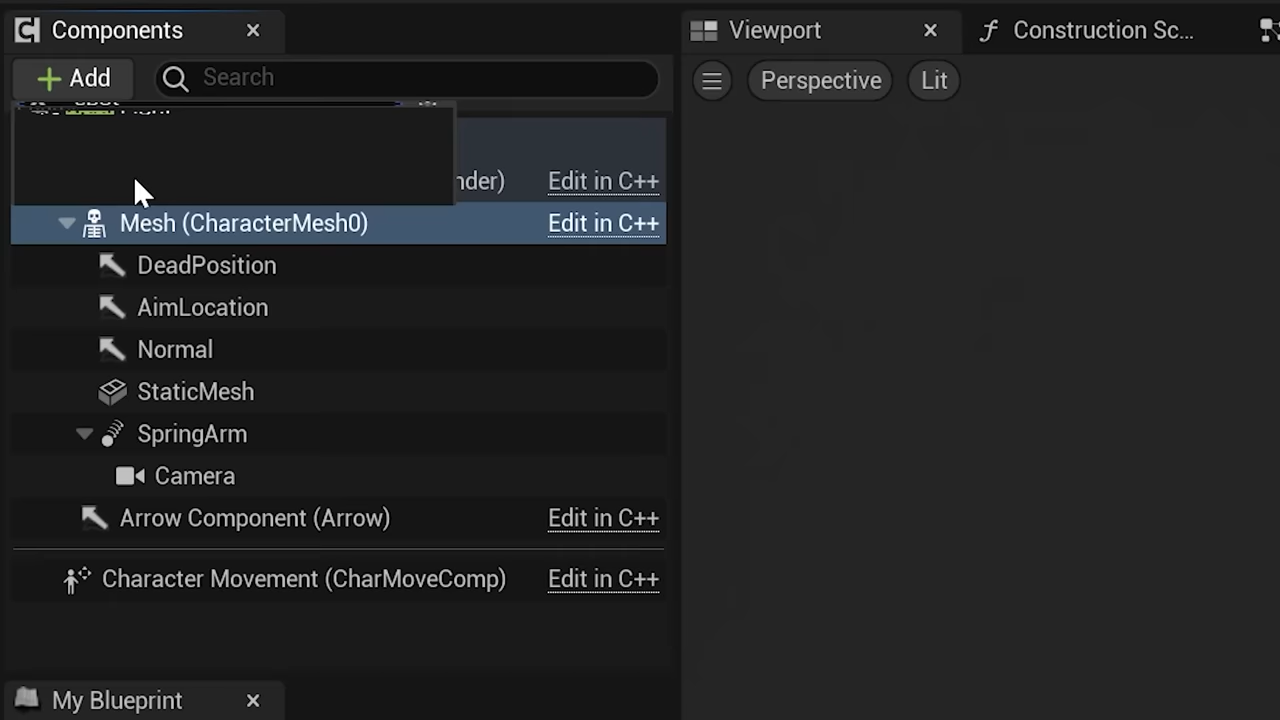 Components
Viewport
Construction Sc...
Add
Search
Perspective
Lit
nder)
Edit in C++
Mesh (CharacterMesh0)
Edit in C++
DeadPosition
AimLocation
Normal
StaticMesh
SpringArm
Camera
Arrow Component (Arrow)
Edit in C++
Character Movement (CharMoveComp)
Edit in C++
My Blueprint